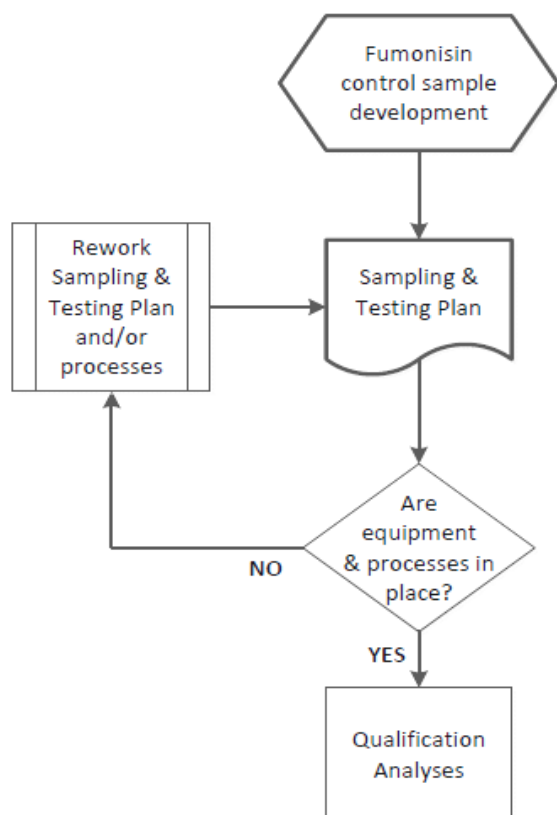 Fumonisin
control sample
development
Rework
Sampling &
Testing Plan
and/or
processes
Sampling &
Testing Plan
Are
equipment
& processes in
place?
NO
YES
Qualification
Analyses